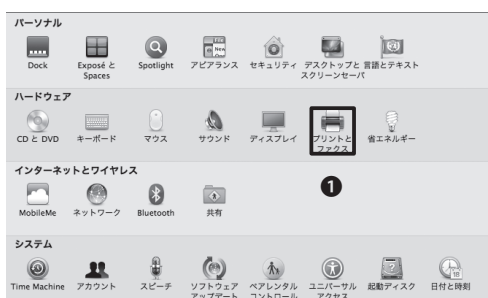 パーソナル
Dock
Exposé と
Spaces
Spotlight
アピアランス
セキュリティ
デスクトップと
スクリーンセーバ
言語とテキスト
ハードウェア
CD と DVD
キーボード
マウス
サウンド
ディスプレイ
プリントと
ファクス
省エネルギー
❶
インターネットとワイヤレス
MobileMe
ネットワーク
Bluetooth
共有
システム
Time Machine
アカウント
スピーチ
ソフトウェア
アップデート
ペアレンタル
コントロール
ユニバーサル
アクセス
起動ディスク
日付と時刻